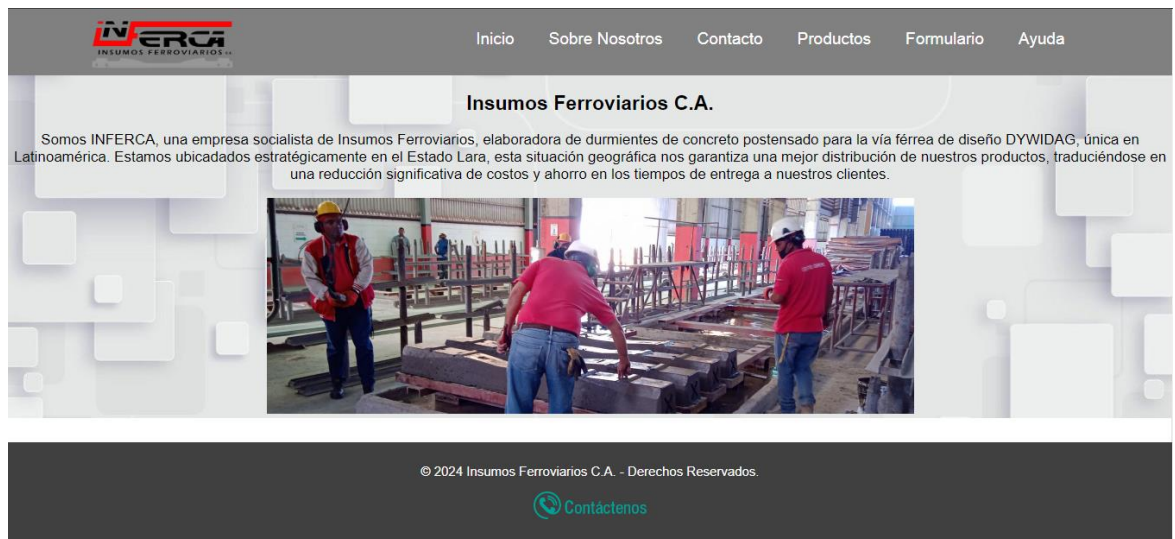 INFERCA
INSUMOS FERROVIARIOS
Inicio Sobre Nosotros Contacto Productos Formulario Ayuda
Insumos Ferroviarios C.A.
Somos INFERCA, una empresa socialista de Insumos Ferroviarios, elaboradora de durmientes de concreto postensado para la vía férrea de diseño DYWIDAG, única en
Latinoamérica. Estamos ubicadados estratégicamente en el Estado Lara, esta situación geográfica nos garantiza una mejor distribución de nuestros productos, traduciéndose en
una reducción significativa de costos y ahorro en los tiempos de entrega a nuestros clientes.
© 2024 Insumos Ferroviarios C.A. - Derechos Reservados.
Contáctenos